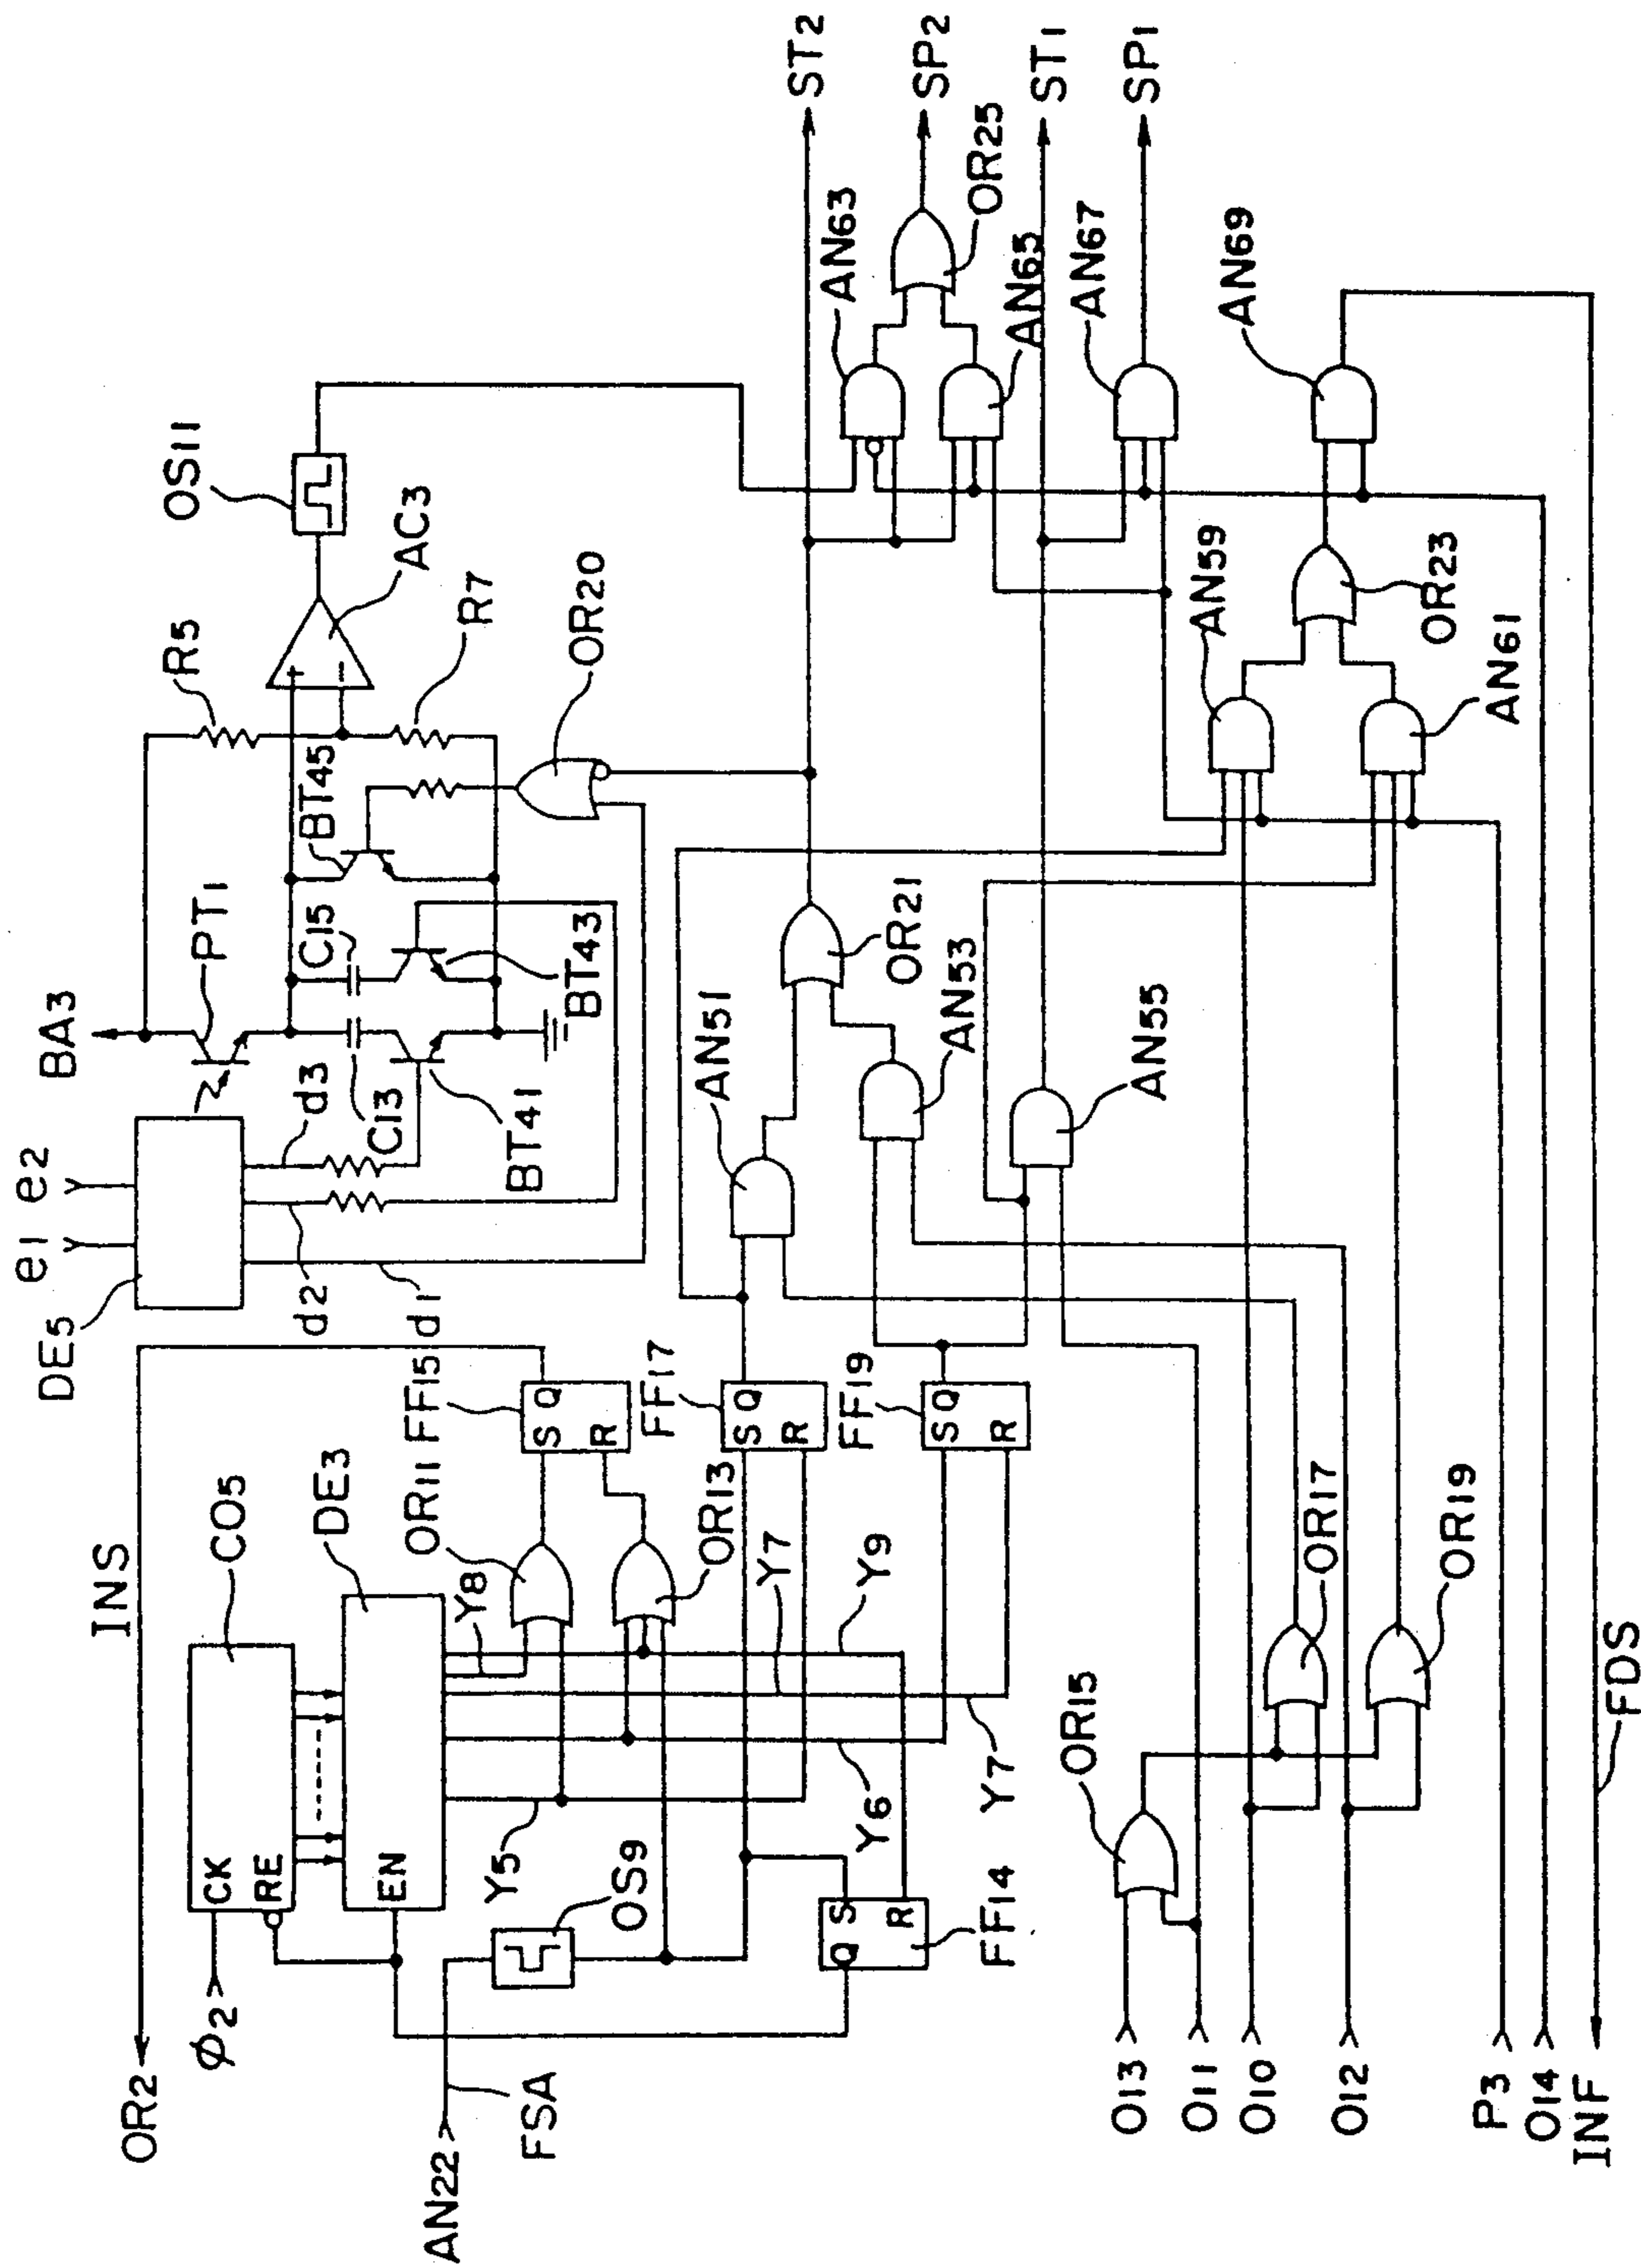 OR2
INS
CO5
CK
RE
φ2
DE3
EN
AN22
FSA
OS9
Y5
Y6
Y7
Y7
Y8
Y9
OR11
OR13
FF15
S
Q
R
FF17
S
Q
R
FF19
S
Q
R
FF14
S
Q
R
DE5
e1
e2
d1
d2
d3
BA3
PT1
C13
C15
BT41
BT43
BT45
R5
R7
+
−
AC3
OS11
OR20
AN51
AN53
AN55
OR21
AN59
AN61
OR23
AN63
AN65
AN67
AN69
OR25
ST2
SP2
ST1
SP1
OR15
OR17
OR19
O13
O11
O10
O12
P3
O14
INF
FDS